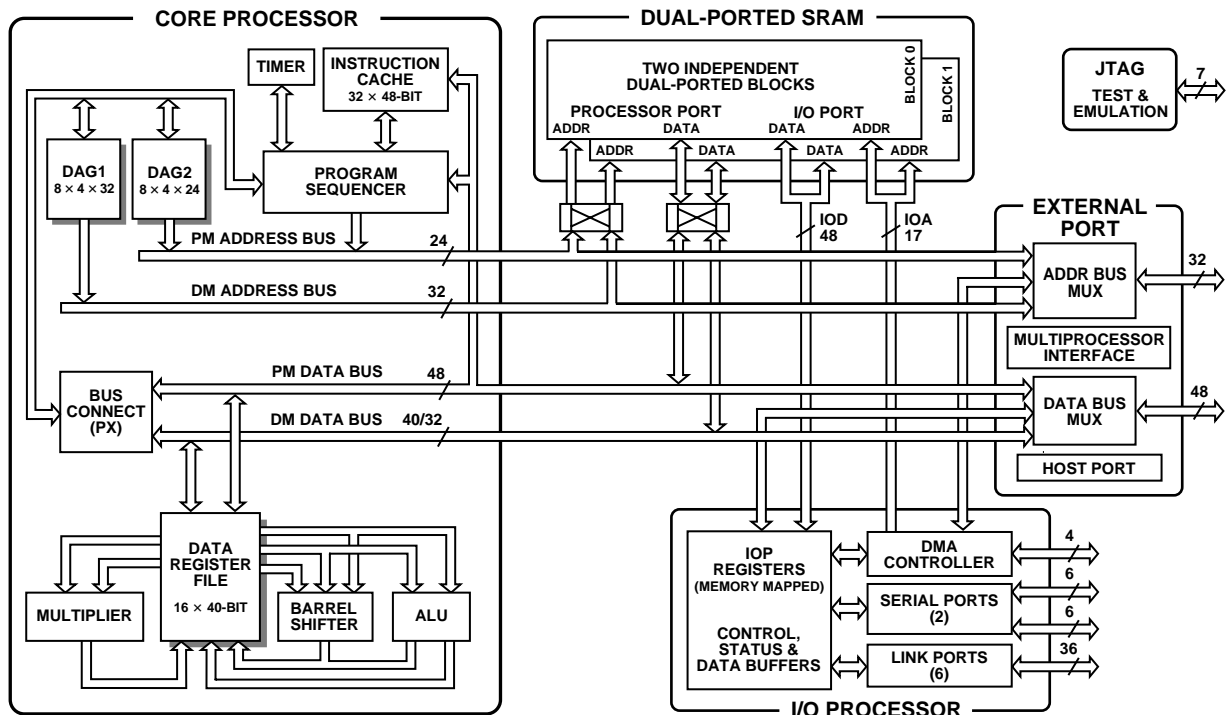 CORE PROCESSOR
TIMER
INSTRUCTION
CACHE
32 × 48-BIT
DAG1
8 × 4 × 32
DAG2
8 × 4 × 24
PROGRAM
SEQUENCER
PM ADDRESS BUS
24
DM ADDRESS BUS
32
BUS
CONNECT
(PX)
PM DATA BUS
48
DM DATA BUS
40/32
DATA
REGISTER
FILE
16 × 40-BIT
MULTIPLIER
BARREL
SHIFTER
ALU
DUAL-PORTED SRAM
TWO INDEPENDENT
DUAL-PORTED BLOCKS
PROCESSOR PORT
I/O PORT
ADDR
DATA
DATA
ADDR
BLOCK 0
ADDR
DATA
DATA
ADDR
BLOCK 1
IOD
48
IOA
17
JTAG
TEST &
EMULATION
7
EXTERNAL
PORT
ADDR BUS
MUX
32
MULTIPROCESSOR
INTERFACE
DATA BUS
MUX
48
HOST PORT
IOP
REGISTERS
(MEMORY MAPPED)
CONTROL,
STATUS &
DATA BUFFERS
DMA
CONTROLLER
4
SERIAL PORTS
(2)
6
6
LINK PORTS
(6)
36
I/O PROCESSOR